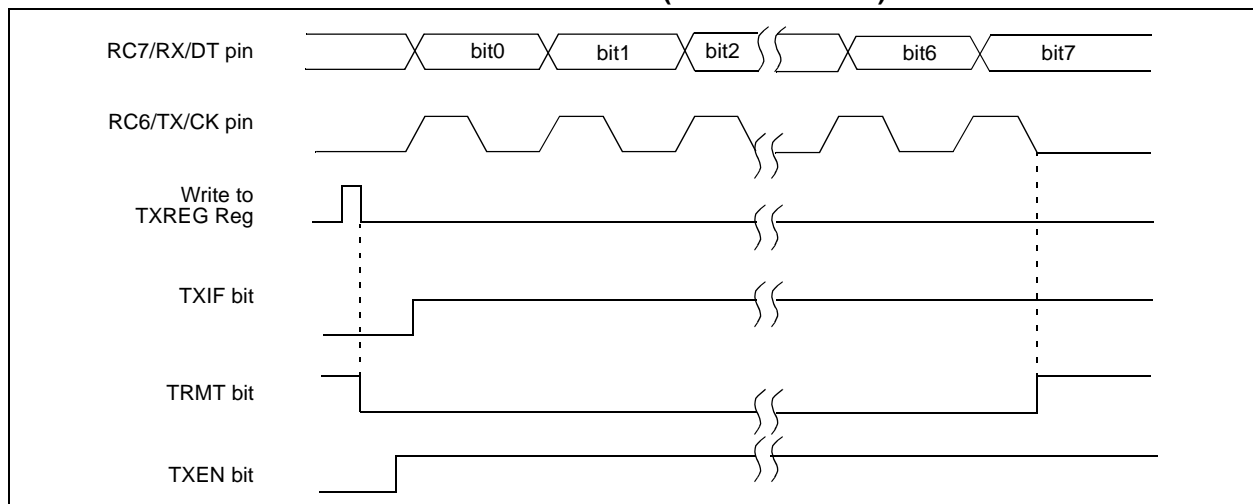 RC7/RX/DT pin
bit0 bit1 bit2 bit6 bit7
RC6/TX/CK pin
Write to
TXREG Reg
TXIF bit
TRMT bit
TXEN bit